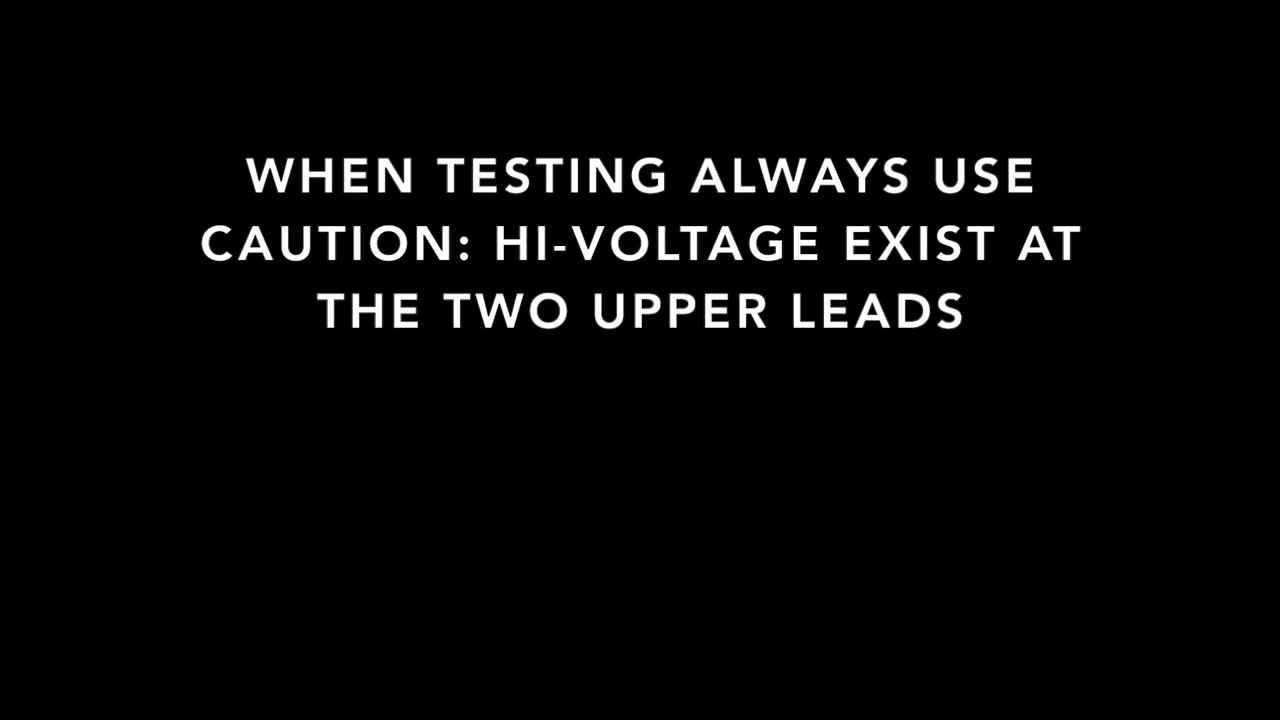 WHEN TESTING ALWAYS USE
CAUTION: HI-VOLTAGE EXIST AT
THE TWO UPPER LEADS